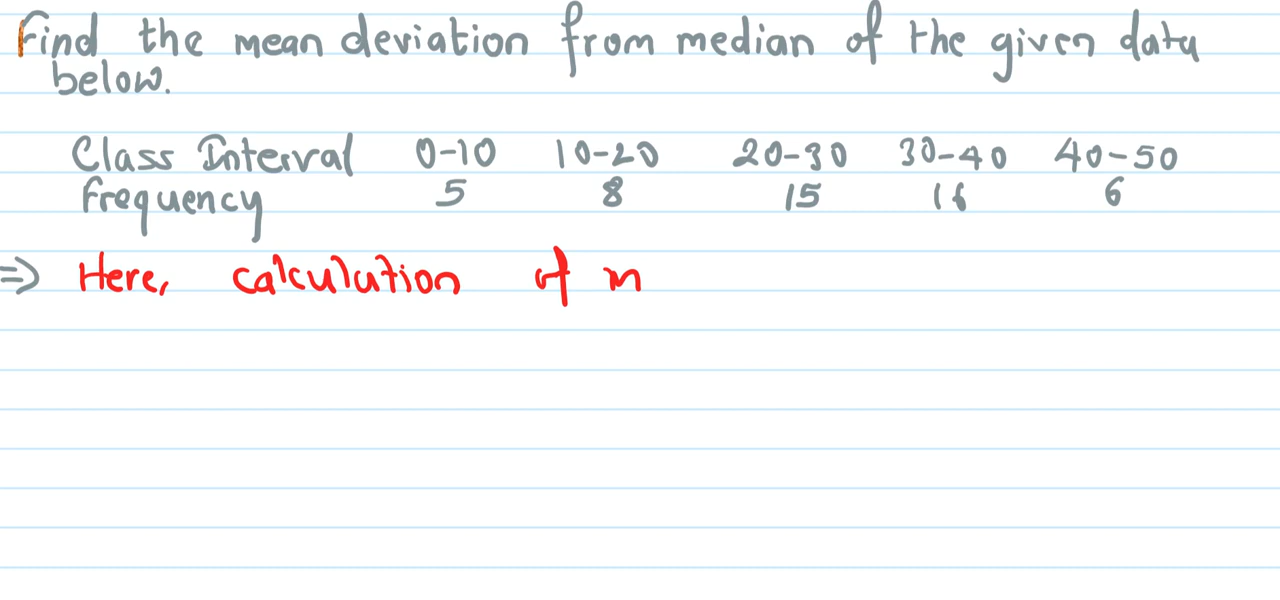 Find the mean deviation from median of the given data
below.
Class Interval 0-10 10-20 20-30 30-40 40-50
Frequency 5 8 15 16 6
⇒ Here, calculation of m